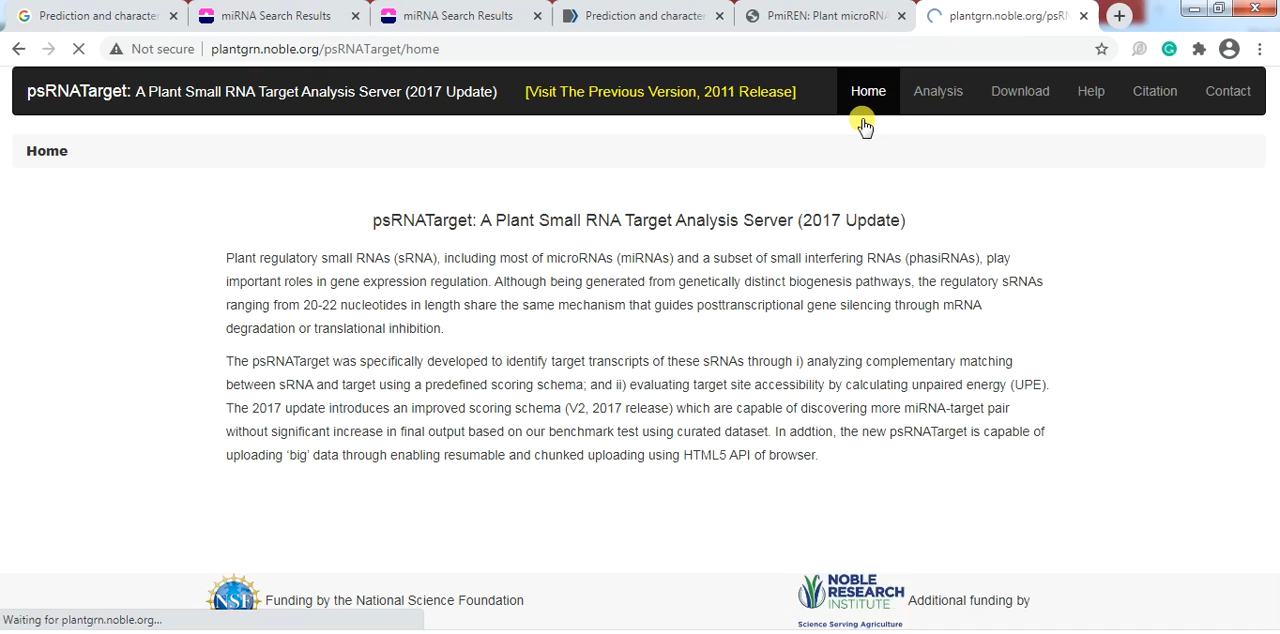 Prediction and character
miRNA Search Results
miRNA Search Results
Prediction and character
PmiREN: Plant microRNA
plantgrn.noble.org/psRN
Not secure
plantgrn.noble.org/psRNATarget/home
psRNATarget: A Plant Small RNA Target Analysis Server (2017 Update)
[Visit The Previous Version, 2011 Release]
Home
Analysis
Download
Help
Citation
Contact
Home
psRNATarget: A Plant Small RNA Target Analysis Server (2017 Update)
Plant regulatory small RNAs (sRNA), including most of microRNAs (miRNAs) and a subset of small interfering RNAs (phasiRNAs), play
important roles in gene expression regulation. Although being generated from genetically distinct biogenesis pathways, the regulatory sRNAs
ranging from 20-22 nucleotides in length share the same mechanism that guides posttranscriptional gene silencing through mRNA
degradation or translational inhibition.
The psRNATarget was specifically developed to identify target transcripts of these sRNAs through i) analyzing complementary matching
between sRNA and target using a predefined scoring schema; and ii) evaluating target site accessibility by calculating unpaired energy (UPE).
The 2017 update introduces an improved scoring schema (V2, 2017 release) which are capable of discovering more miRNA-target pair
without significant increase in final output based on our benchmark test using curated dataset. In addtion, the new psRNATarget is capable of
uploading ‘big’ data through enabling resumable and chunked uploading using HTML5 API of browser.
NSF
Funding by the National Science Foundation
NOBLE
RESEARCH
INSTITUTE
Science Serving Agriculture
Additional funding by
Waiting for plantgrn.noble.org...